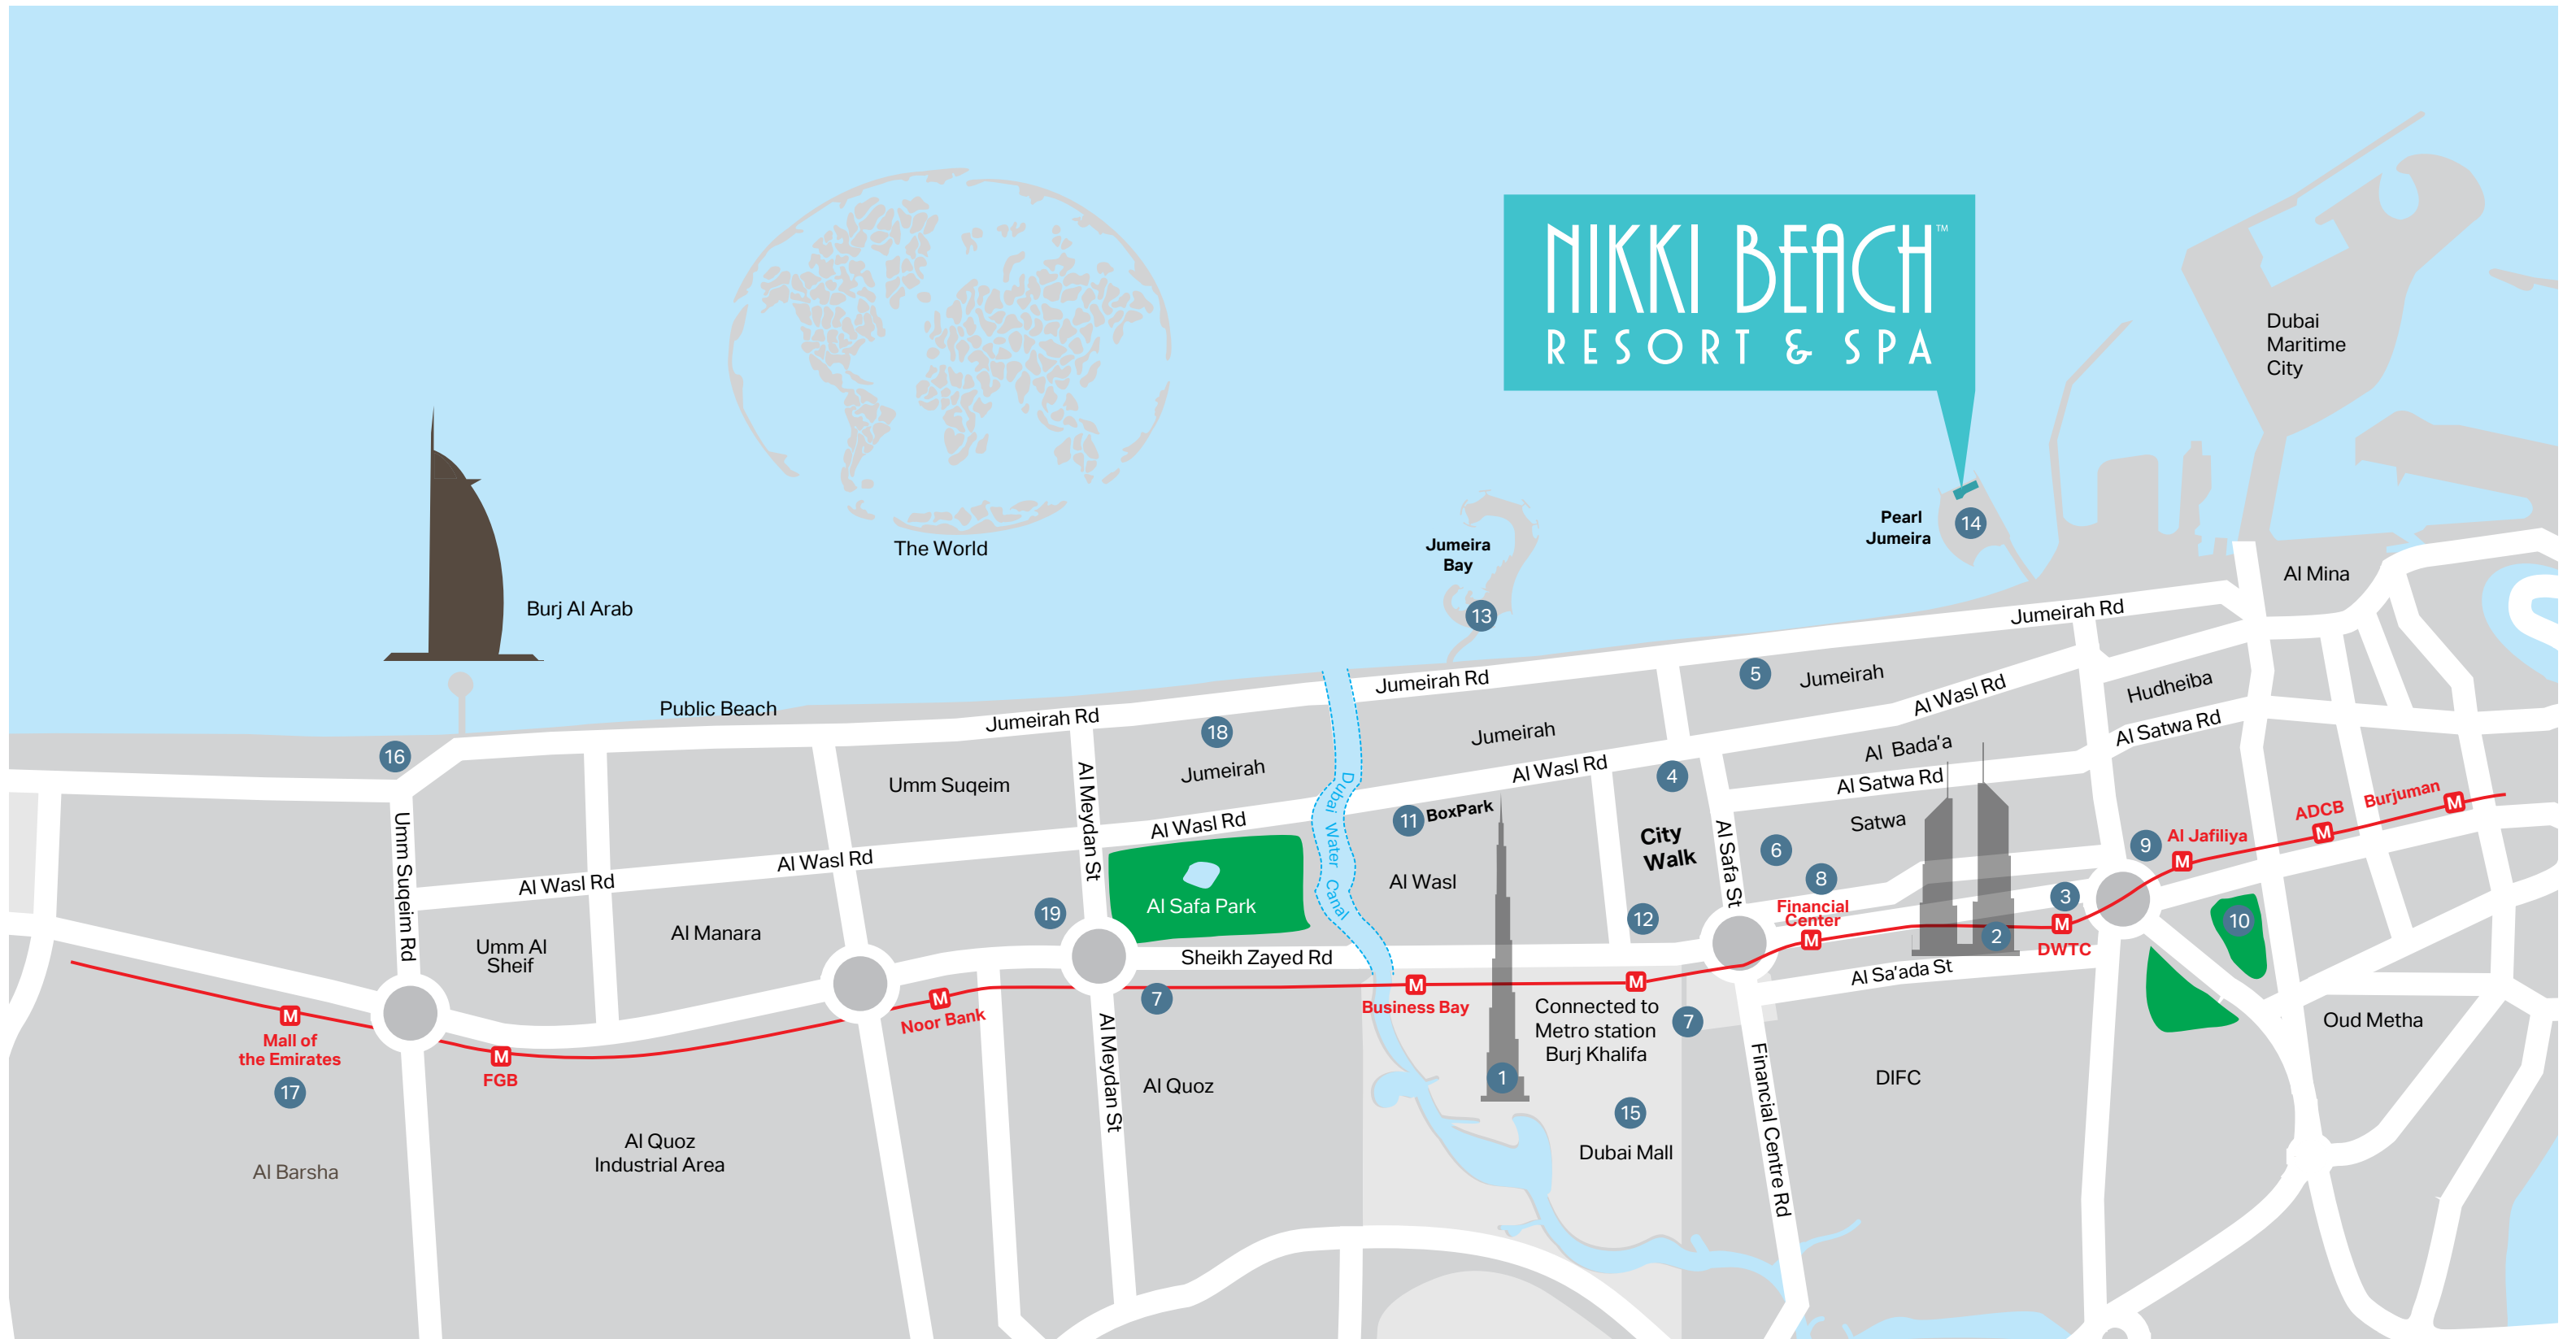 NIKKI BEACH™
RESORT & SPA
Dubai
Maritime
City
Pearl
Jumeira
14
Jumeira
Bay
13
The World
Burj Al Arab
Al Mina
Jumeirah Rd
Jumeirah Rd
Jumeirah Rd
Public Beach
5
Jumeirah
Hudheiba
Al Wasl Rd
Al Satwa Rd
16
18
Jumeirah
Jumeirah
Umm Suqeim
Al Meydan St
Dubai Water Canal
Al Wasl Rd
4
Al Bada'a
Al Satwa Rd
Burjuman
M
ADCB
M
Al Jafiliya
M
9
11
BoxPark
City
Walk
Al Safa St
Satwa
6
8
Financial
Center
M
3
M
DWTC
2
10
Al Wasl Rd
Al Wasl Rd
Al Wasl Rd
Umm Suqeim Rd
Al Safa Park
Al Wasl
12
19
Umm Al
Sheif
Al Manara
Sheikh Zayed Rd
Al Sa'ada St
M
Mall of
the Emirates
17
M
FGB
M
Noor Bank
7
M
Business Bay
M
Connected to
Metro station
Burj Khalifa
7
1
15
Dubai Mall
Oud Metha
DIFC
Financial Centre Rd
Al Meydan St
Al Quoz
Al Quoz
Industrial Area
Al Barsha